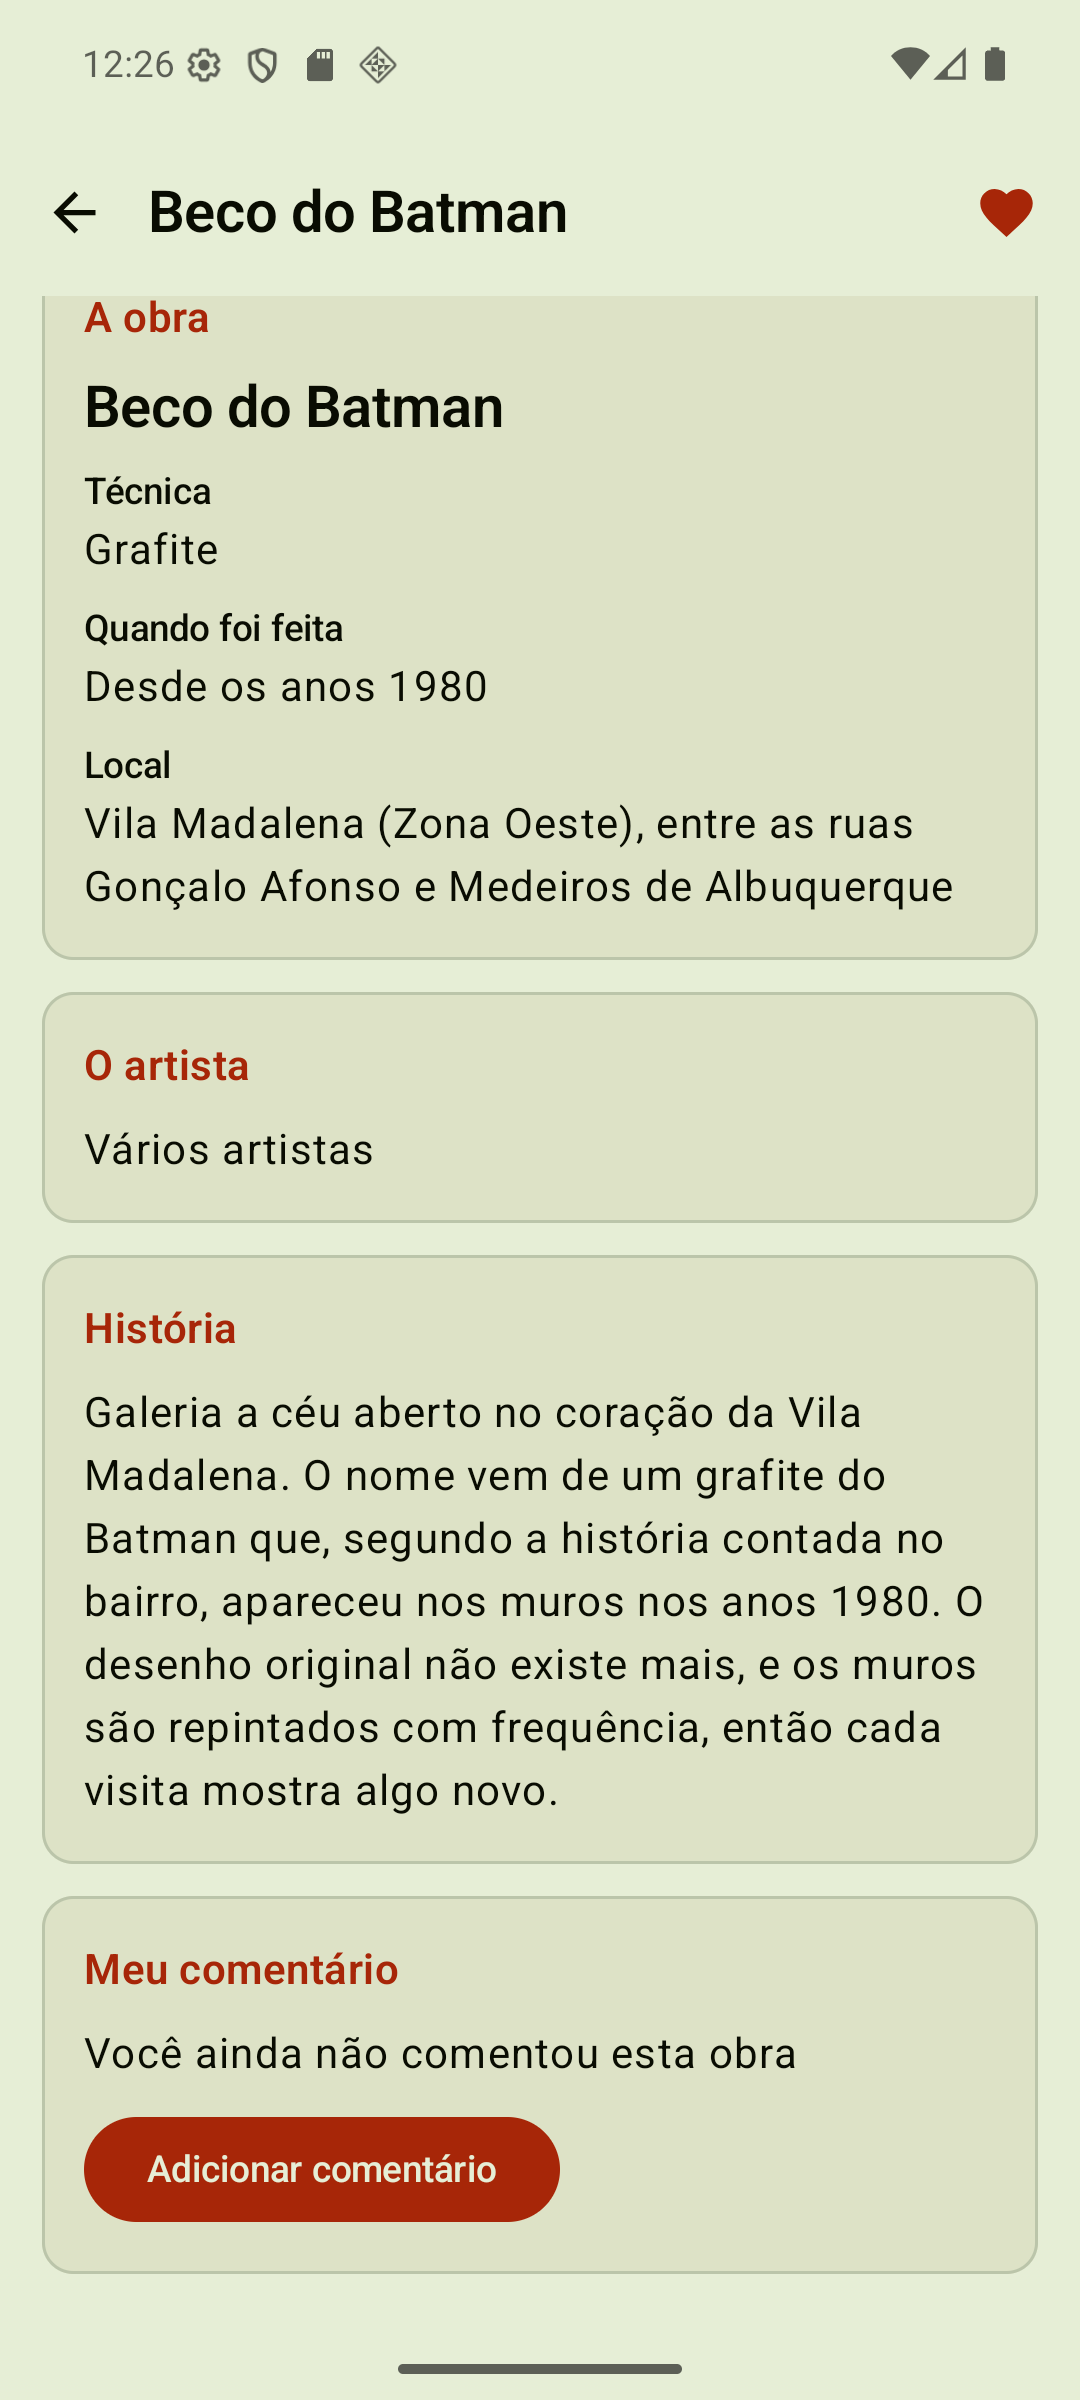 12:26
Beco do Batman
A obra
Beco do Batman
Técnica
Grafite
Quando foi feita
Desde os anos 1980
Local
Vila Madalena (Zona Oeste), entre as ruas
Gonçalo Afonso e Medeiros de Albuquerque
O artista
Vários artistas
História
Galeria a céu aberto no coração da Vila
Madalena. O nome vem de um grafite do
Batman que, segundo a história contada no
bairro, apareceu nos muros nos anos 1980. O
desenho original não existe mais, e os muros
são repintados com frequência, então cada
visita mostra algo novo.
Meu comentário
Você ainda não comentou esta obra
Adicionar comentário